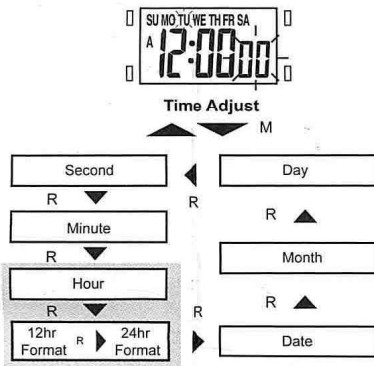 SU MO TU WE TH FR SA
A 12:00 00
Time Adjust
M
Second
Day
R
R
Minute
R
R
Month
Hour
R
R
R
12hr Format R 24hr Format
Date